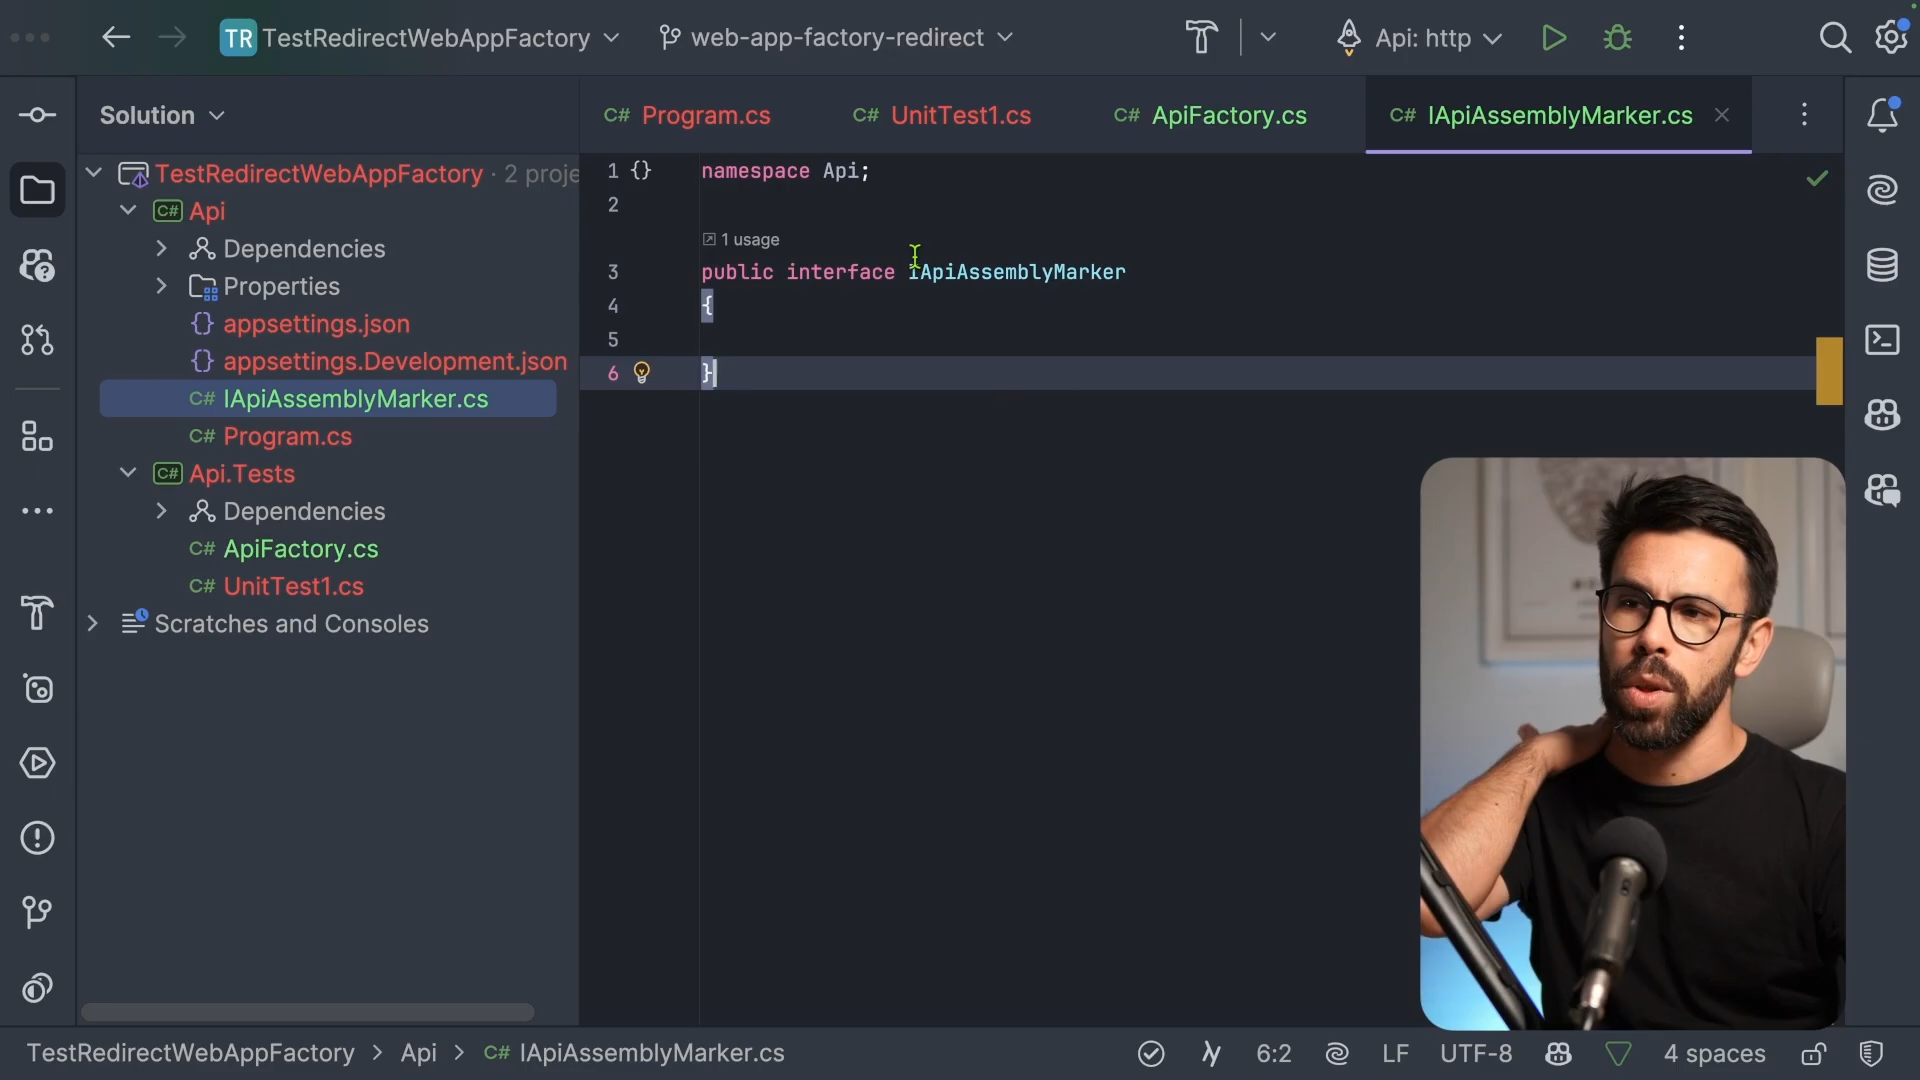 TR TestRedirectWebAppFactory web-app-factory-redirect Api: http
Solution
C# Program.cs C# UnitTest1.cs C# ApiFactory.cs C# IApiAssemblyMarker.cs
TestRedirectWebAppFactory · 2 proje
C# Api
Dependencies
Properties
{} appsettings.json
{} appsettings.Development.json
C# IApiAssemblyMarker.cs
C# Program.cs
C# Api.Tests
Dependencies
C# ApiFactory.cs
C# UnitTest1.cs
Scratches and Consoles
1 {} namespace Api;
2
1 usage
3 public interface IApiAssemblyMarker
4 {
5
6 }
TestRedirectWebAppFactory > Api > C# IApiAssemblyMarker.cs 6:2 LF UTF-8 4 spaces